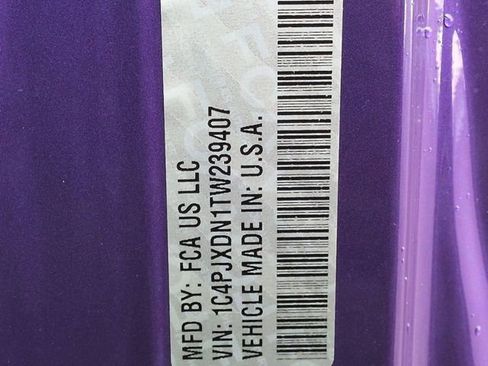 MFD BY: FCA US LLC
VIN: 1C4PJXDN1TW239407
VEHICLE MADE IN: U.S.A.